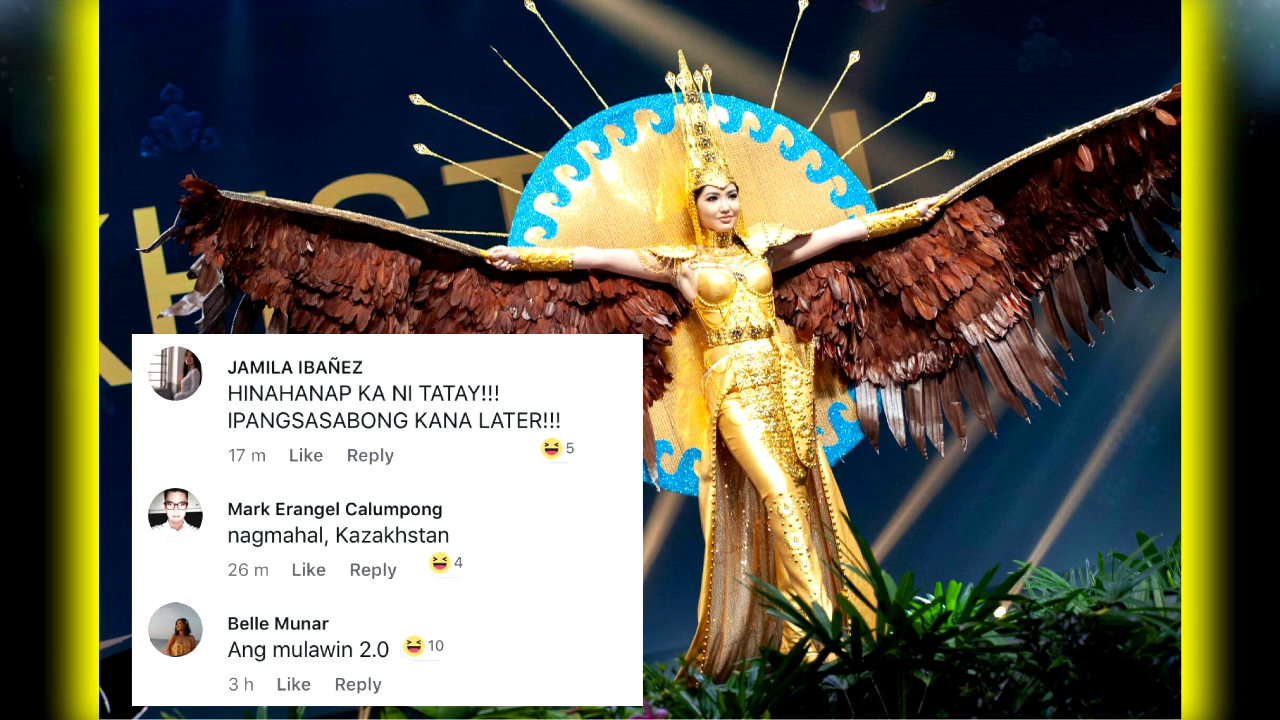 JAMILA IBAÑEZ
HINAHANAP KA NI TATAY!!!
IPANGSASABONG KANA LATER!!!
17 m Like Reply 5
Mark Erangel Calumpong
nagmahal, Kazakhstan
26 m Like Reply 4
Belle Munar
Ang mulawin 2.0 10
3 h Like Reply